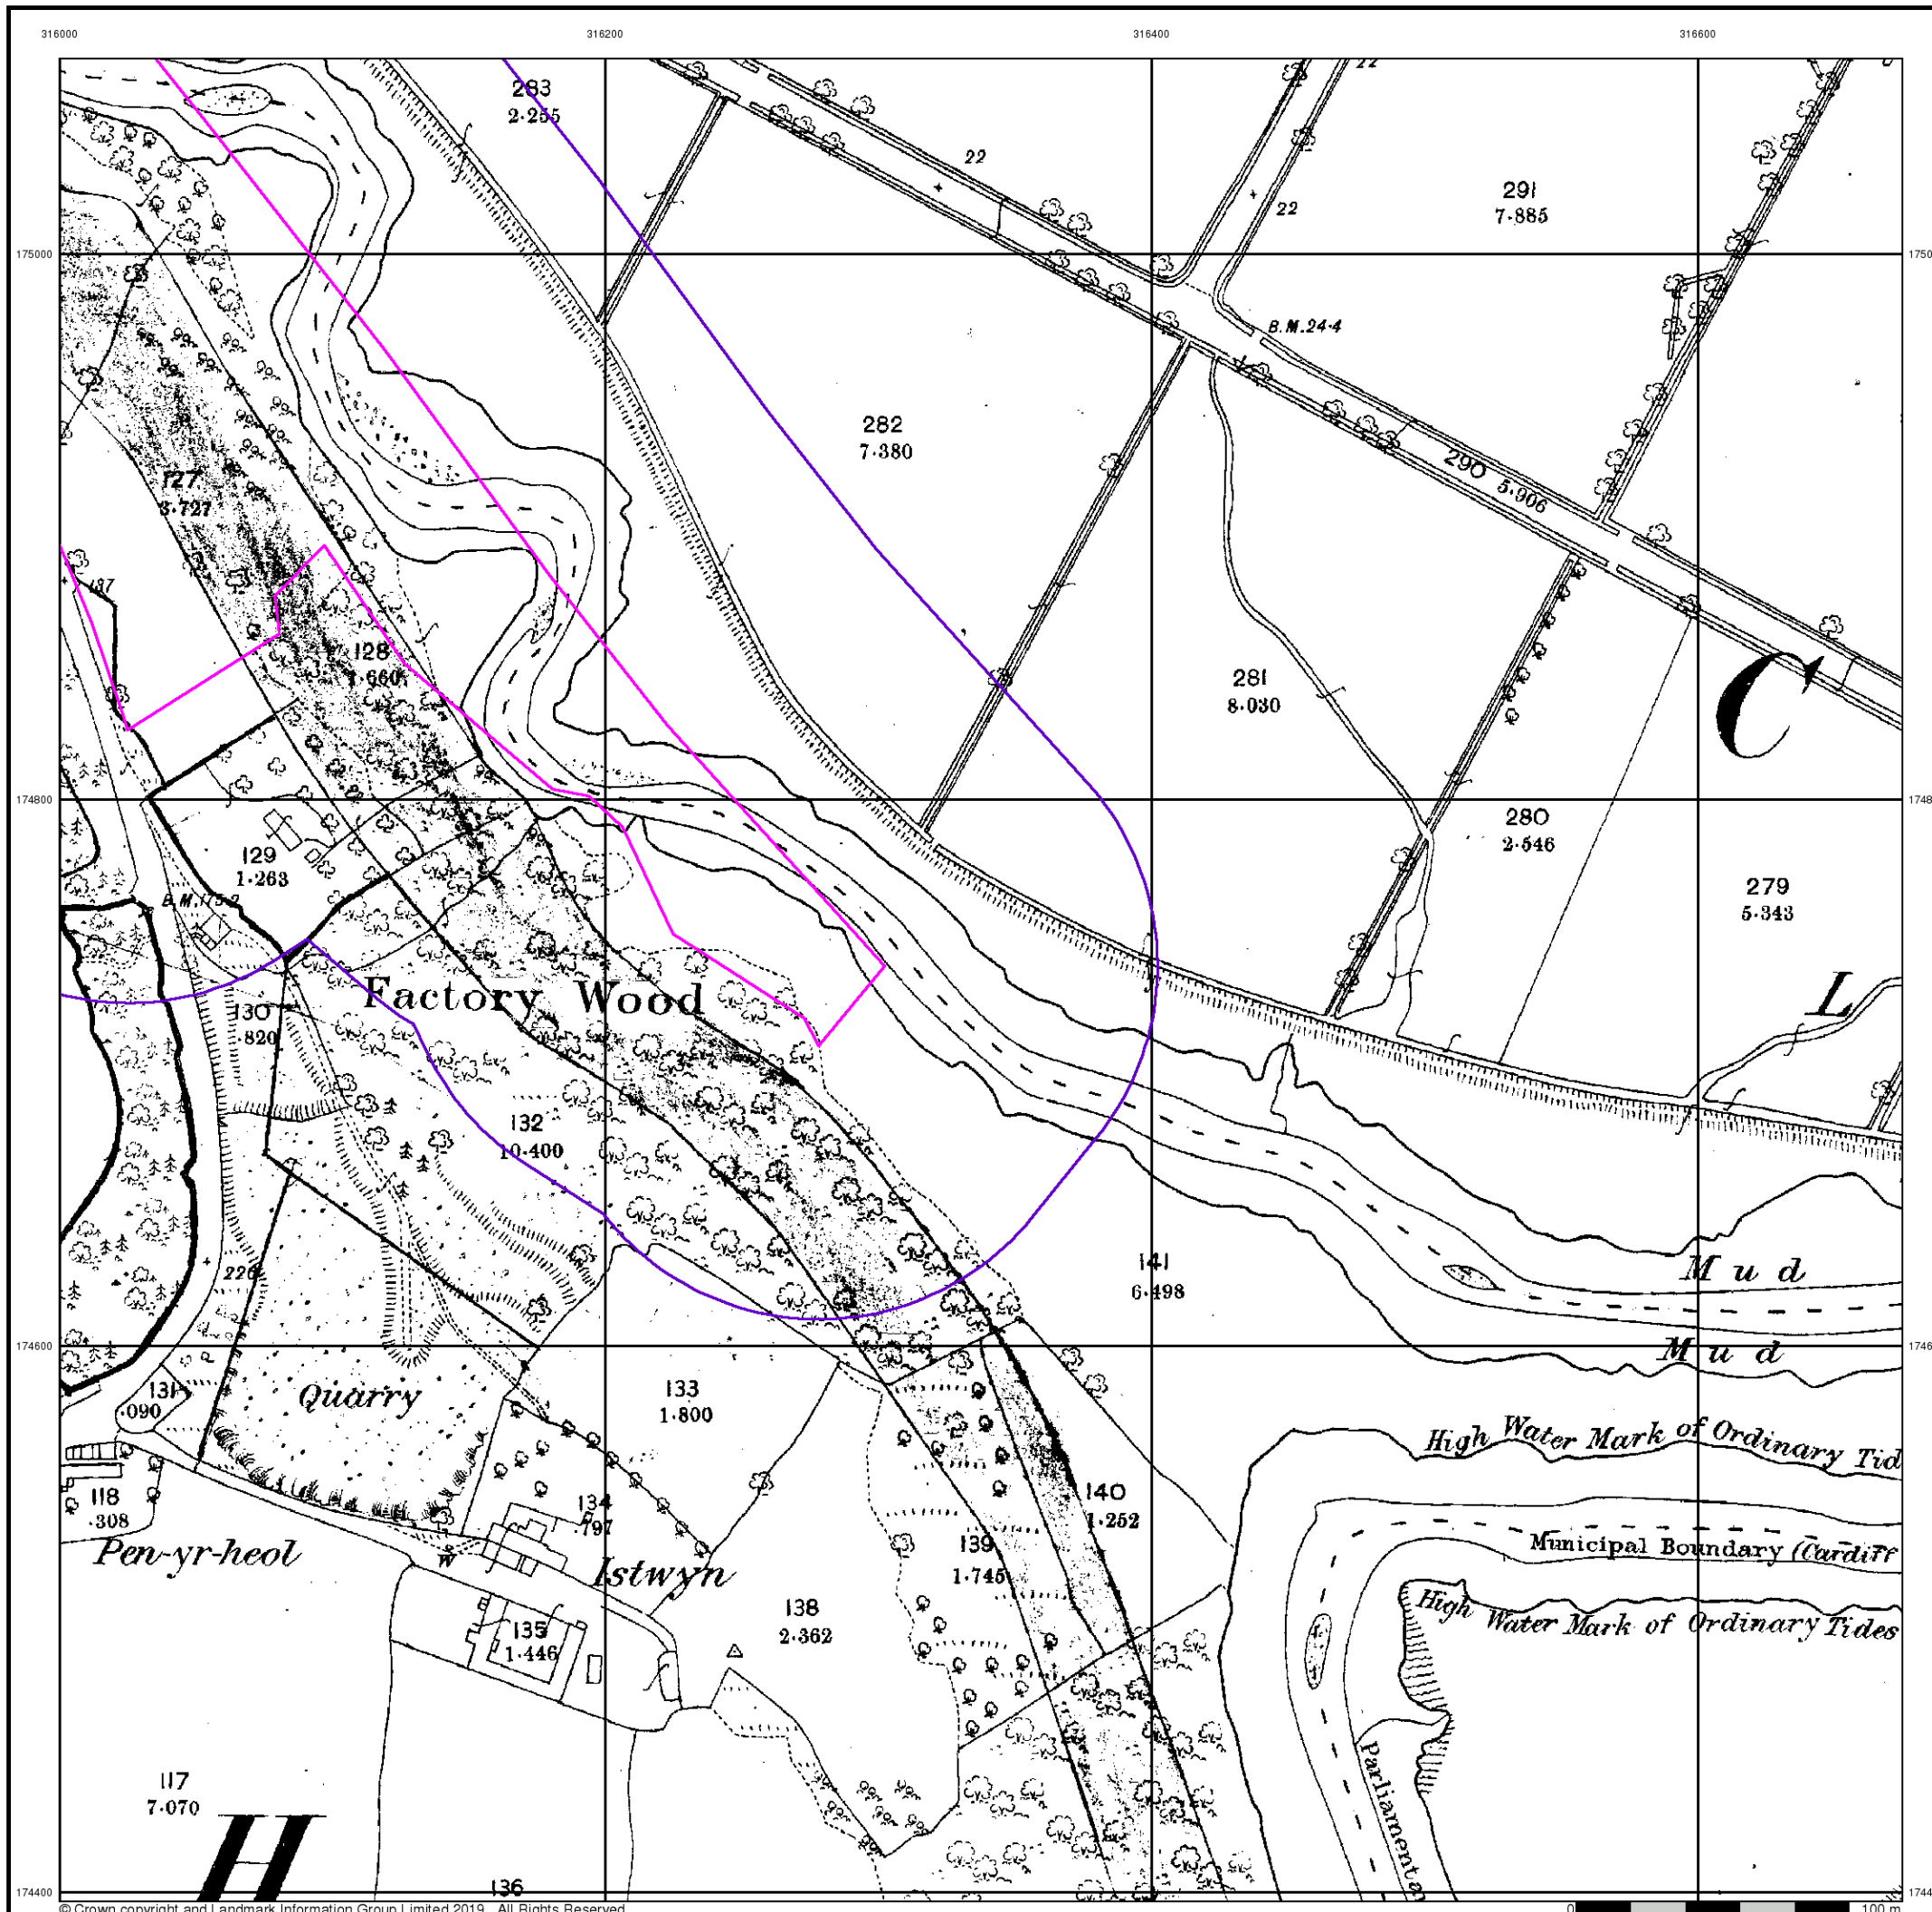 316000 316200 316400 316600
283
2·255
22
22
22
291
7·885
175000
B.M.24·4
282
7·380
290 5·906
127
3·727
137
128
1·660
281
8·030
C
174800
280
2·546
129
1·263
279
5·343
B.M.175·2
Factory Wood
L
130
·820
132
10·400
141
6·498
226
Mud
174600
Mud
131
·090
Quarry
133
1·800
High Water Mark of Ordinary Tid
118
·308
134
·797
140
1·252
Pen-yr-heol
W
Istwyn
139
1·745
Municipal Boundary (Cardiff
High Water Mark of Ordinary Tides
135
1·446
138
2·362
Parliamenta
117
7·070
H
136
174400
© Crown copyright and Landmark Information Group Limited 2019. All Rights Reserved.
0 100 m